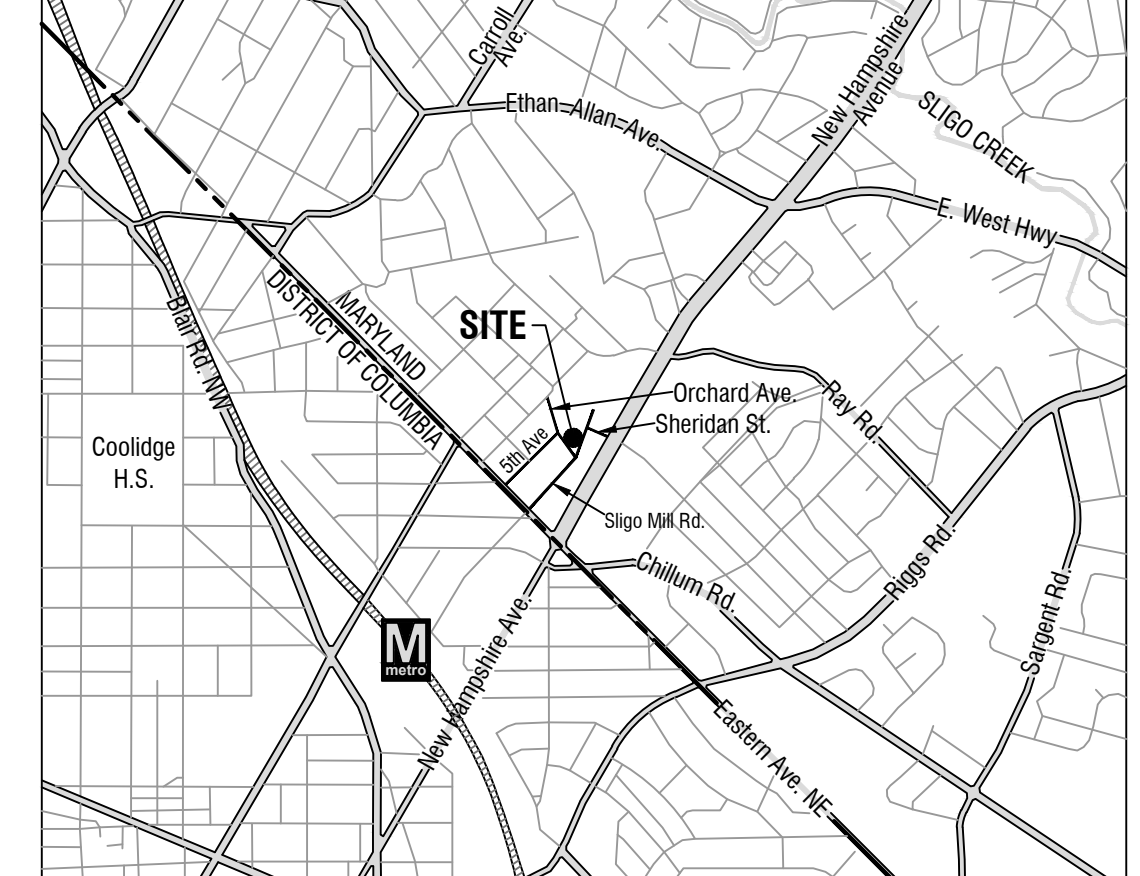 Carroll
Ave.
New Hampshire
Avenue
Ethan Allan Ave.
SLIGO CREEK
E. West Hwy
MARYLAND
DISTRICT OF COLUMBIA
Blair Rd. NW
SITE
Orchard Ave.
Sheridan St.
Ray Rd.
Coolidge
H.S.
5th Ave
Sligo Mill Rd.
Chillum Rd.
Riggs Rd.
Sargent Rd.
M
metro
New Hampshire Ave.
Eastern Ave. NE